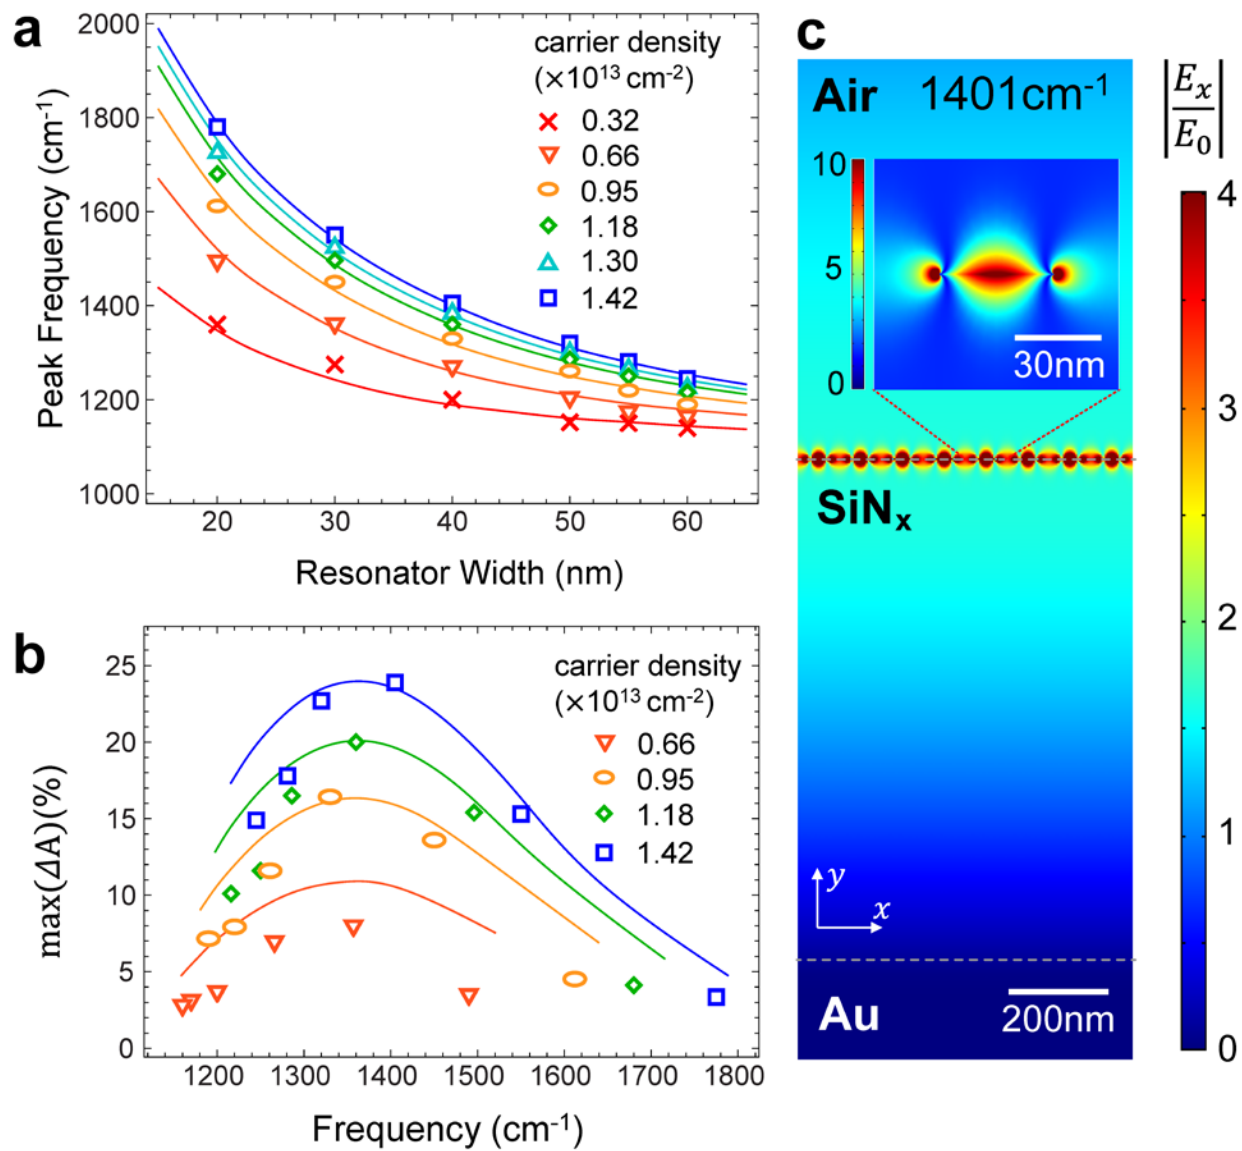 a
2000
1800
1600
1400
1200
1000
Peak Frequency (cm-1)
20 30 40 50 60
Resonator Width (nm)
carrier density
(×10¹³ cm-²)
0.32
0.66
0.95
1.18
1.30
1.42
b
25
20
15
10
5
0
max(ΔA)(%)
1200 1300 1400 1500 1600 1700 1800
Frequency (cm-1)
carrier density
(×10¹³ cm-²)
0.66
0.95
1.18
1.42
c
Air 1401cm-1
10
5
0
30nm
SiNx
y
x
Au
200nm
|Ex/E0|
4
3
2
1
0